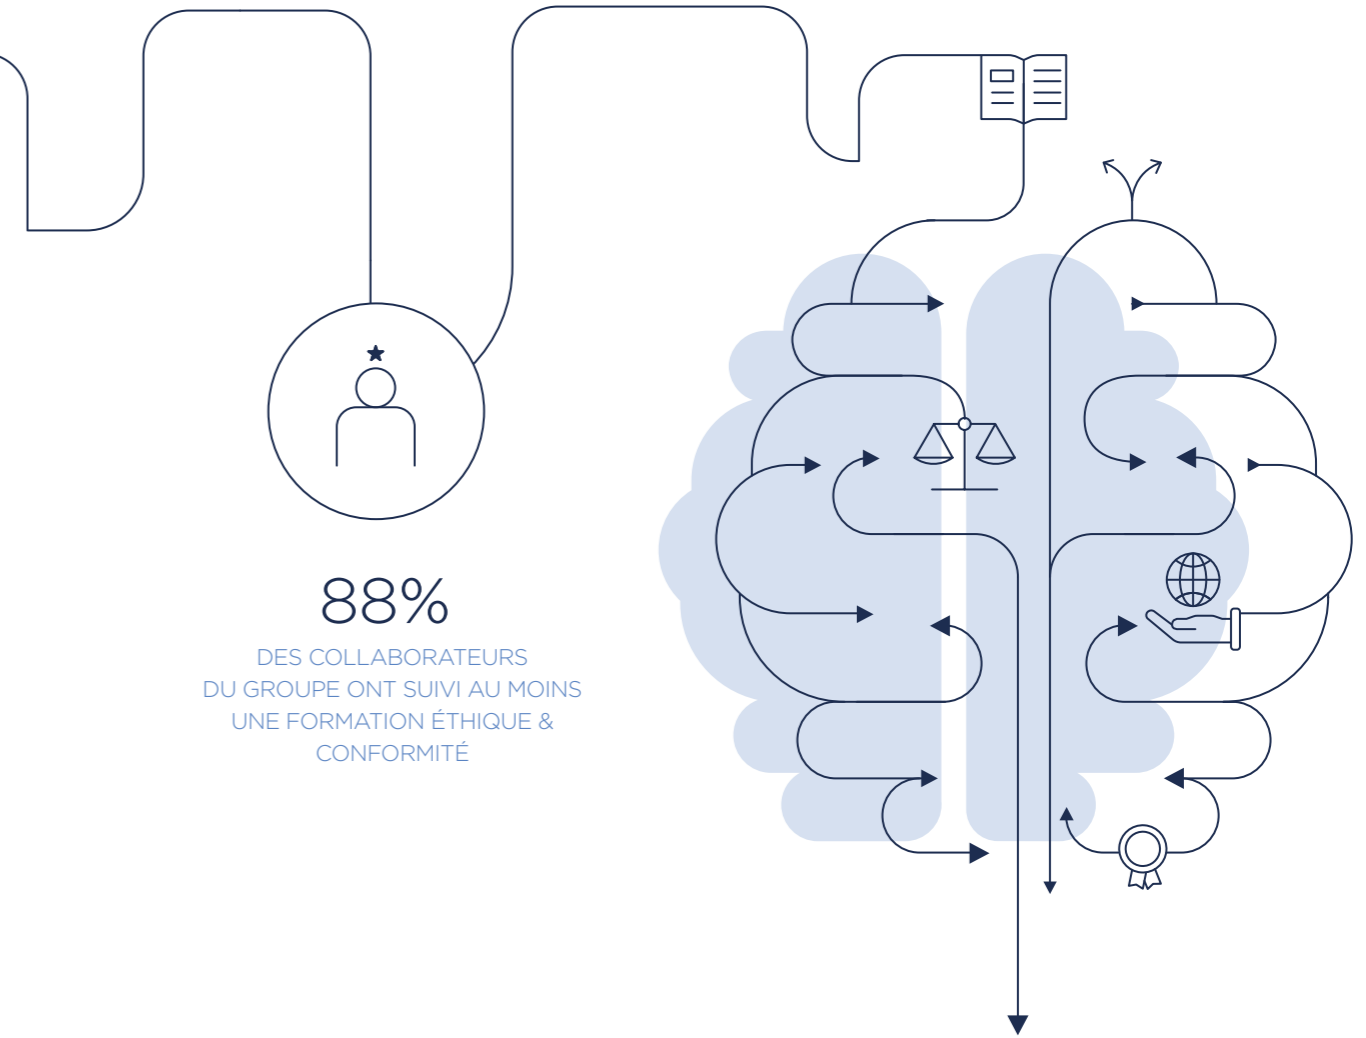 88%
DES COLLABORATEURS
DU GROUPE ONT SUIVI AU MOINS
UNE FORMATION ÉTHIQUE &
CONFORMITÉ